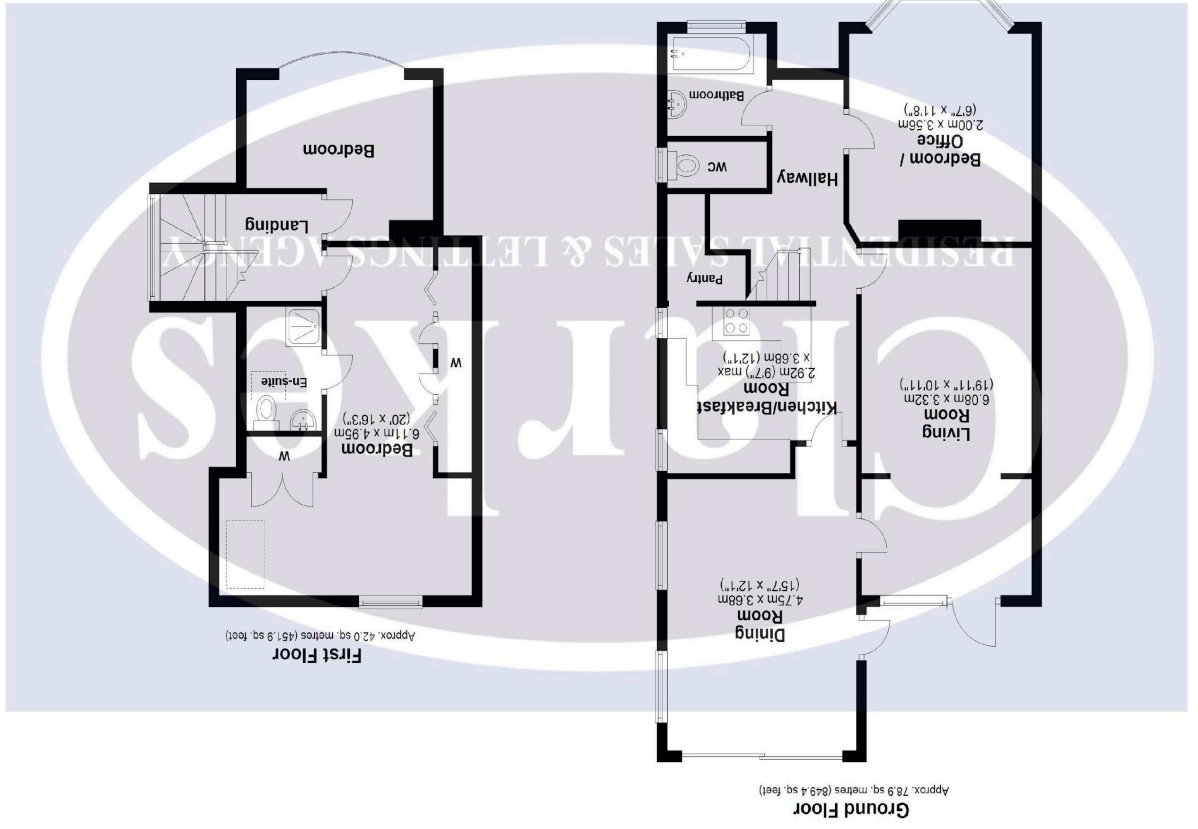 Ground Floor
Approx. 78.9 sq. metres (849.4 sq. feet)
Dining
Room
4.75m x 3.68m
(15'7" x 12'1")
Living
Room
6.08m x 3.32m
(19'11" x 10'11")
Kitchen/Breakfast
Room
2.92m (9'7") max
x 3.68m (12'1")
Pantry
Hallway
WC
Bathroom
Bedroom /
Office
2.00m x 3.56m
(6'7" x 11'8")
First Floor
Approx. 42.0 sq. metres (451.9 sq. feet)
Bedroom
6.11m x 4.95m
(20' x 16'3")
W
W
En-suite
Landing
Bedroom
Clarkes
RESIDENTIAL SALES & LETTINGS AGENCY